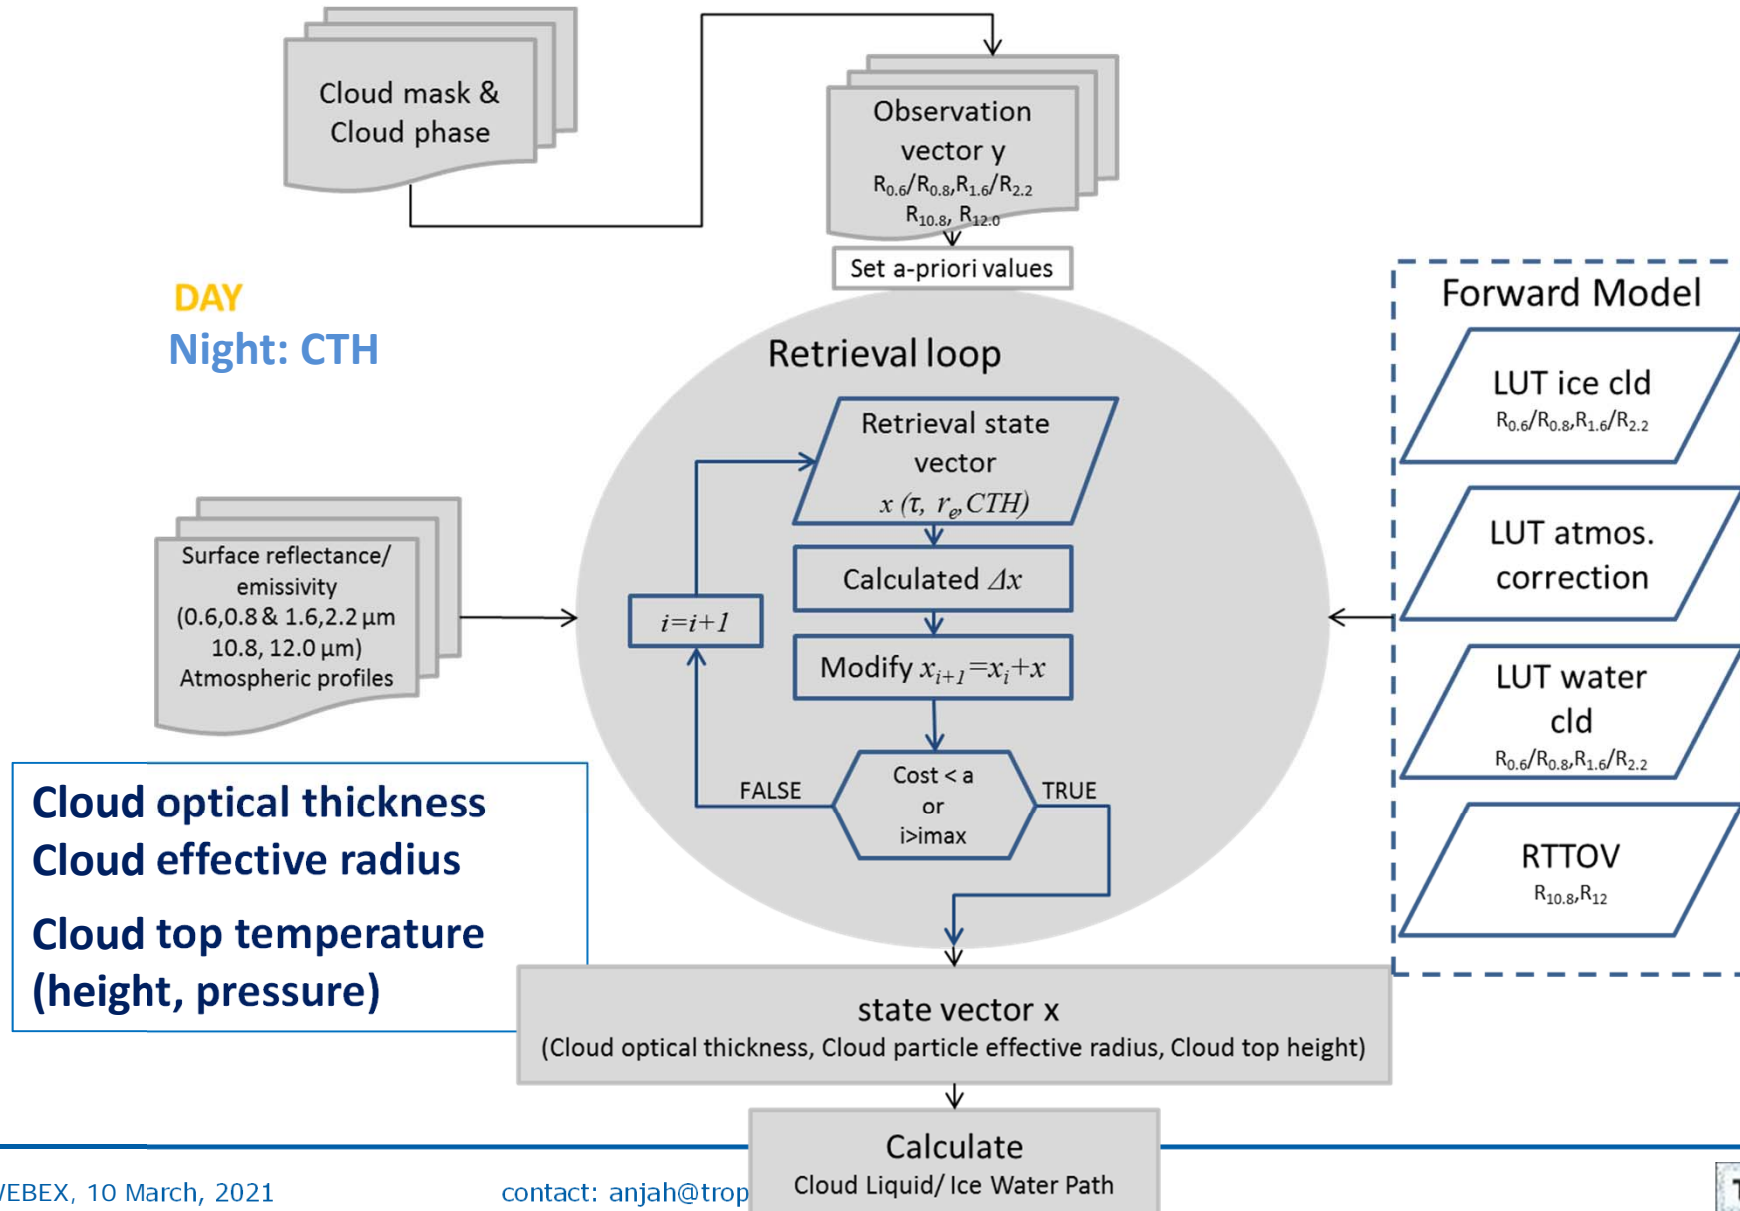 Cloud mask &
Cloud phase
Observation
vector y
R0.6/R0.8,R1.6/R2.2
R10.8, R12.0
Set a-priori values
DAY
Night: CTH
Retrieval loop
Retrieval state
vector
x (τ, re,CTH)
Calculated Δx
Modify xi+1=xi+x
i=i+1
Cost < a
or
i>imax
FALSE
TRUE
Surface reflectance/
emissivity
(0.6,0.8 & 1.6,2.2 µm
10.8, 12.0 µm)
Atmospheric profiles
Forward Model
LUT ice cld
R0.6/R0.8,R1.6/R2.2
LUT atmos.
correction
LUT water
cld
R0.6/R0.8,R1.6/R2.2
RTTOV
R10.8,R12
Cloud optical thickness
Cloud effective radius
Cloud top temperature
(height, pressure)
state vector x
(Cloud optical thickness, Cloud particle effective radius, Cloud top height)
Calculate
Cloud Liquid/ Ice Water Path
/EBEX, 10 March, 2021
contact: anjah@trop